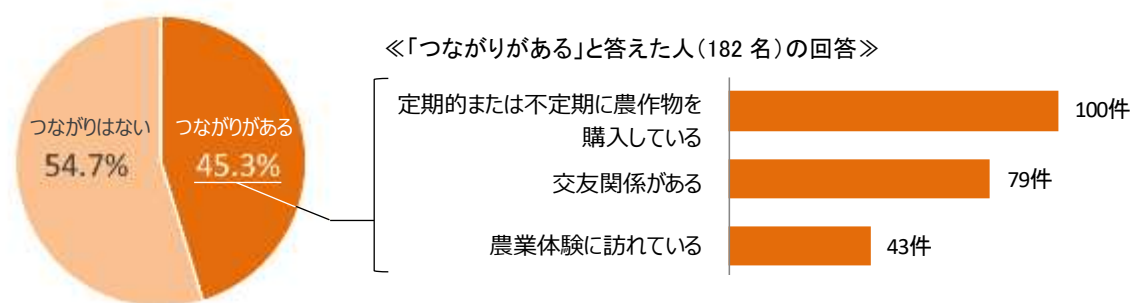 ≪「つながりがある」と答えた人（182 名）の回答≫
つながりはない
54.7%
つながりがある
45.3%
定期的または不定期に農作物を
購入している
100件
交友関係がある
79件
農業体験に訪れている
43件